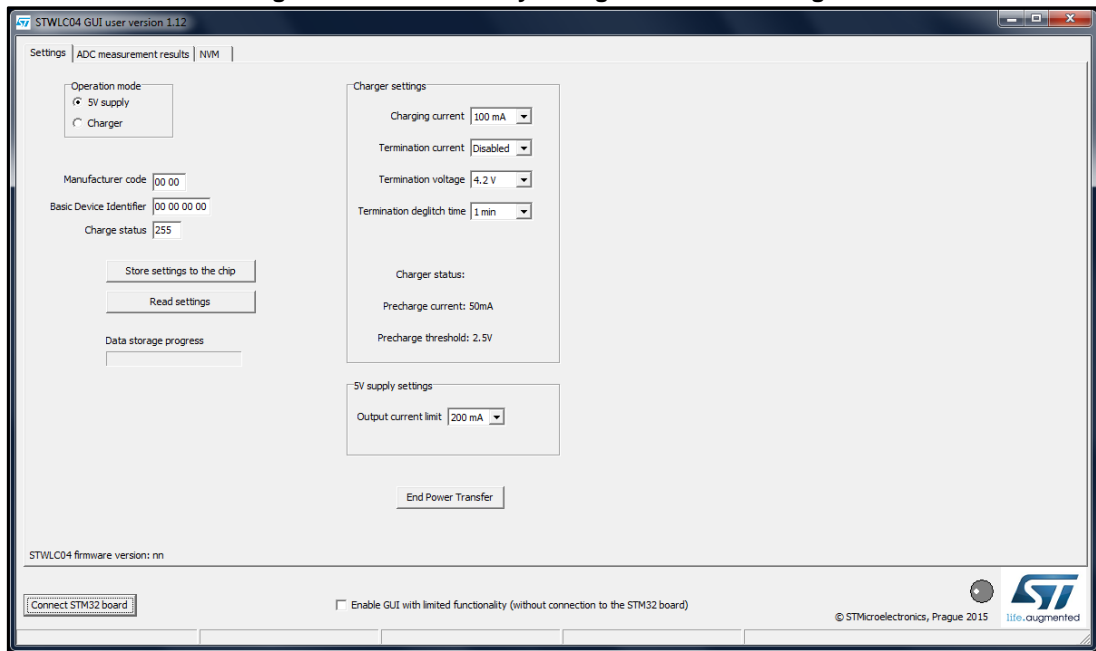 STWLC04 GUI user version 1.12
Settings ADC measurement results NVM
Operation mode
5V supply
Charger
Manufacturer code 00 00
Basic Device Identifier 00 00 00 00
Charge status 255
Store settings to the chip
Read settings
Data storage progress
Charger settings
Charging current 100 mA
Termination current Disabled
Termination voltage 4.2 V
Termination deglitch time 1 min
Charger status:
Precharge current: 50mA
Precharge threshold: 2.5V
5V supply settings
Output current limit 200 mA
End Power Transfer
STWLC04 firmware version: nn
Connect STM32 board
Enable GUI with limited functionality (without connection to the STM32 board)
© STMicroelectronics, Prague 2015
ST
life.augmented